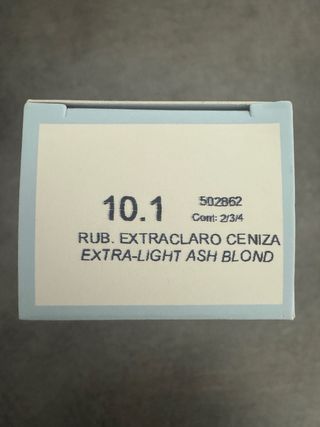 10.1
502862
Cont: 2/3/4
RUB. EXTRACLARO CENIZA
EXTRA-LIGHT ASH BLOND